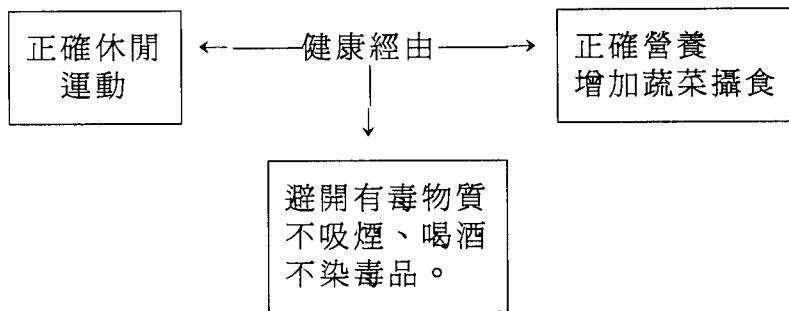 正確休閒
運動
健康經由
正確營養
增加蔬菜攝食
避開有毒物質
不吸煙、喝酒
不染毒品。